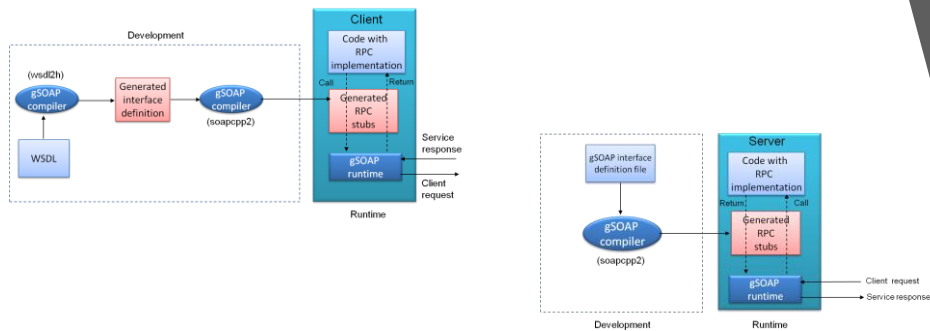 Development
(wsdl2h)
gSOAP
compiler
WSDL
Generated
interface
definition
gSOAP
compiler
(soapcpp2)
Client
Code with
RPC
implementation
Call
Return
Generated
RPC
stubs
gSOAP
runtime
Service
response
Client
request
Runtime
gSOAP interface
definition file
gSOAP
compiler
(soapcpp2)
Development
Server
Code with
RPC
implementation
Return
Call
Generated
RPC
stubs
gSOAP
runtime
Client request
Service response
Runtime